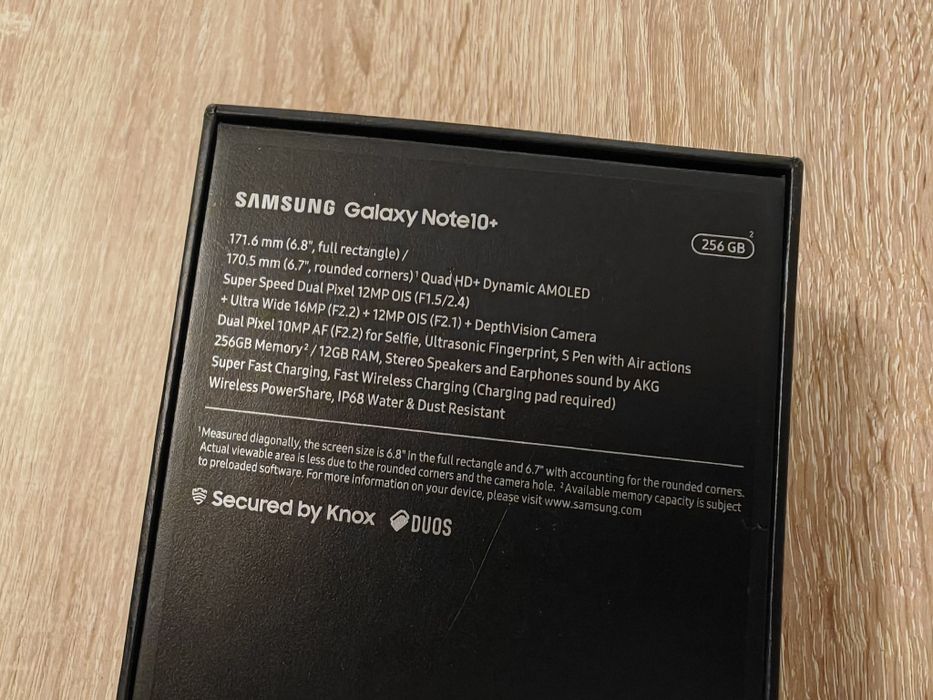 SAMSUNG Galaxy Note10+
256 GB ²
171.6 mm (6.8", full rectangle) /
170.5 mm (6.7", rounded corners)¹ Quad HD+ Dynamic AMOLED
Super Speed Dual Pixel 12MP OIS (F1.5/2.4)
+ Ultra Wide 16MP (F2.2) + 12MP OIS (F2.1) + DepthVision Camera
Dual Pixel 10MP AF (F2.2) for Selfie, Ultrasonic Fingerprint, S Pen with Air actions
256GB Memory² / 12GB RAM, Stereo Speakers and Earphones sound by AKG
Super Fast Charging, Fast Wireless Charging (Charging pad required)
Wireless PowerShare, IP68 Water & Dust Resistant
¹Measured diagonally, the screen size is 6.8" in the full rectangle and 6.7" with accounting for the rounded corners.
Actual viewable area is less due to the rounded corners and the camera hole. ²Available memory capacity is subject
to preloaded software. For more information on your device, please visit www.samsung.com
Secured by Knox DUOS